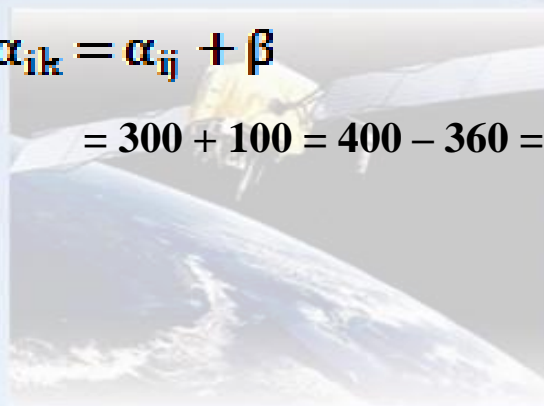 αᵢₖ = αᵢⱼ + β
= 300 + 100 = 400 – 360 =